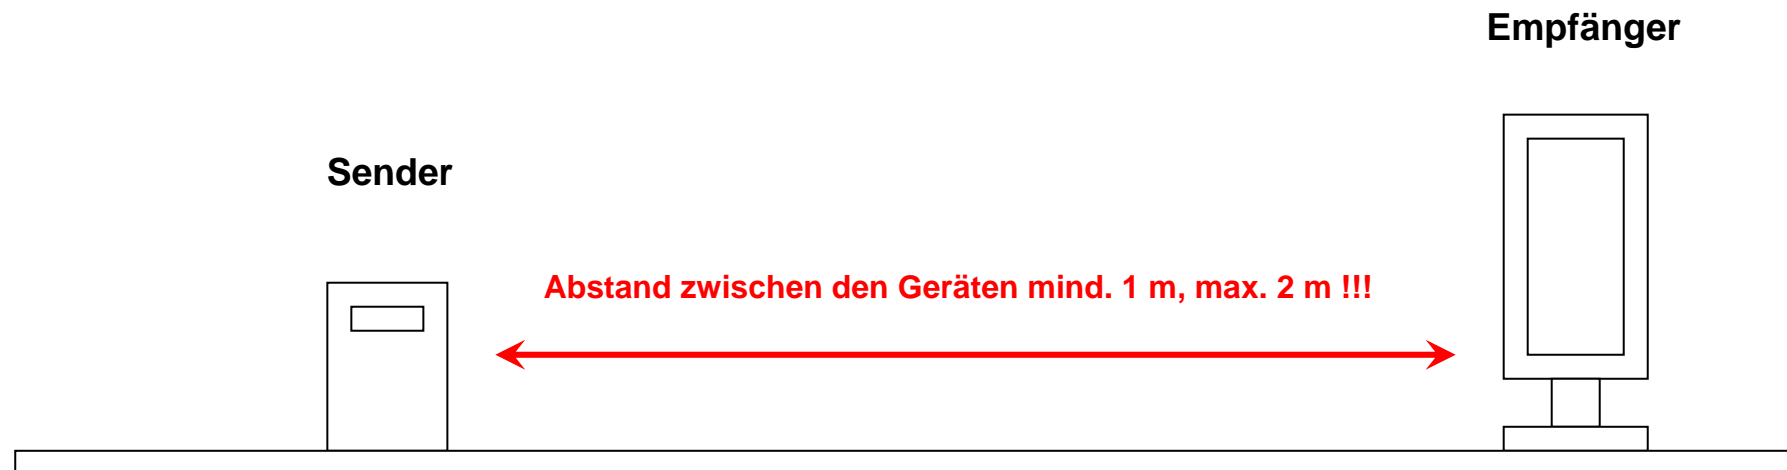 Empfänger
Sender
Abstand zwischen den Geräten mind. 1 m, max. 2 m !!!